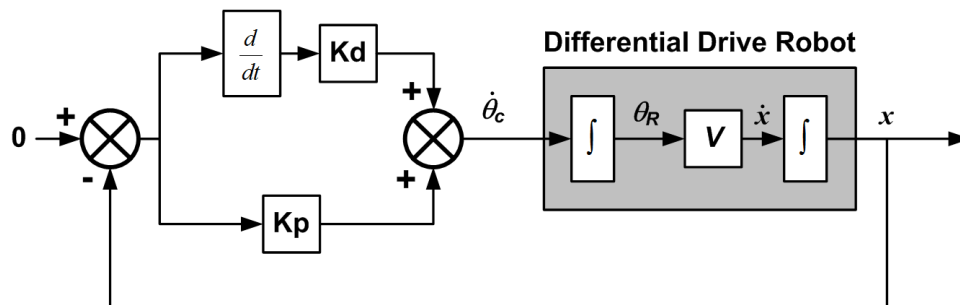 Differential Drive Robot
d
dt
Kd
+
+
0
-
+
Kp
θ̇c
∫
θR
V
ẋ
∫
x